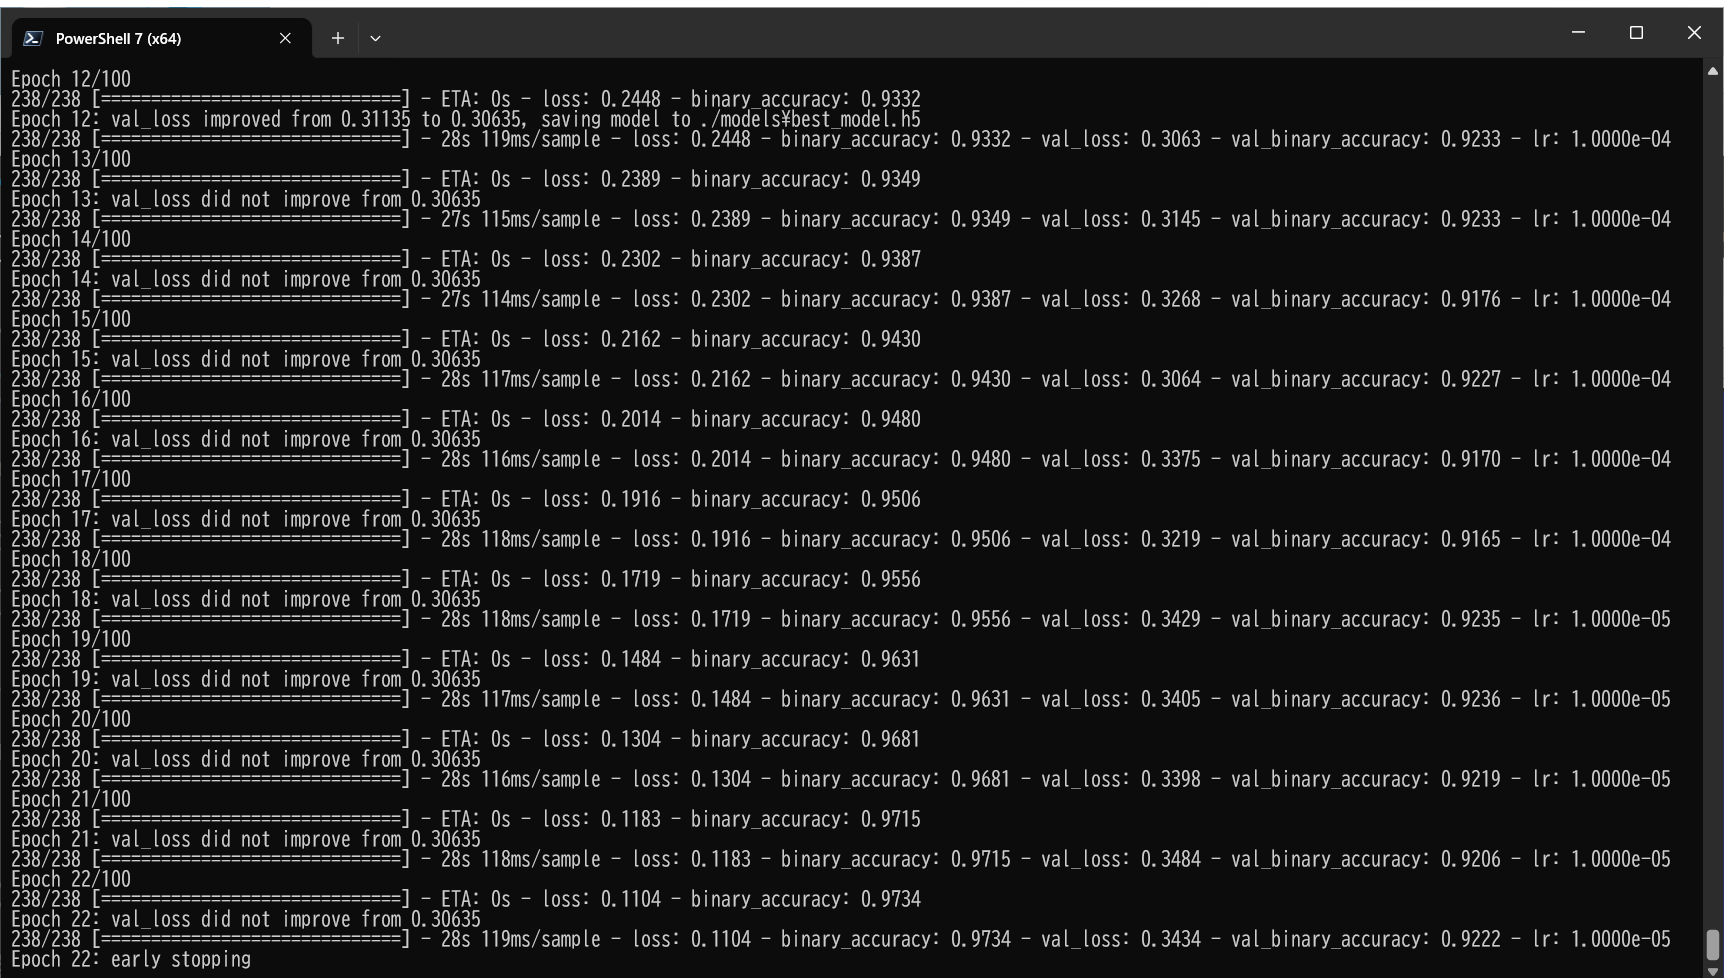 PowerShell 7 (x64)
Epoch 12/100
238/238 [==============================] - ETA: 0s - loss: 0.2448 - binary_accuracy: 0.9332
Epoch 12: val_loss improved from 0.31135 to 0.30635, saving model to ./models¥best_model.h5
238/238 [==============================] - 28s 119ms/sample - loss: 0.2448 - binary_accuracy: 0.9332 - val_loss: 0.3063 - val_binary_accuracy: 0.9233 - lr: 1.0000e-04
Epoch 13/100
238/238 [==============================] - ETA: 0s - loss: 0.2389 - binary_accuracy: 0.9349
Epoch 13: val_loss did not improve from 0.30635
238/238 [==============================] - 27s 115ms/sample - loss: 0.2389 - binary_accuracy: 0.9349 - val_loss: 0.3145 - val_binary_accuracy: 0.9233 - lr: 1.0000e-04
Epoch 14/100
238/238 [==============================] - ETA: 0s - loss: 0.2302 - binary_accuracy: 0.9387
Epoch 14: val_loss did not improve from 0.30635
238/238 [==============================] - 27s 114ms/sample - loss: 0.2302 - binary_accuracy: 0.9387 - val_loss: 0.3268 - val_binary_accuracy: 0.9176 - lr: 1.0000e-04
Epoch 15/100
238/238 [==============================] - ETA: 0s - loss: 0.2162 - binary_accuracy: 0.9430
Epoch 15: val_loss did not improve from 0.30635
238/238 [==============================] - 28s 117ms/sample - loss: 0.2162 - binary_accuracy: 0.9430 - val_loss: 0.3064 - val_binary_accuracy: 0.9227 - lr: 1.0000e-04
Epoch 16/100
238/238 [==============================] - ETA: 0s - loss: 0.2014 - binary_accuracy: 0.9480
Epoch 16: val_loss did not improve from 0.30635
238/238 [==============================] - 28s 116ms/sample - loss: 0.2014 - binary_accuracy: 0.9480 - val_loss: 0.3375 - val_binary_accuracy: 0.9170 - lr: 1.0000e-04
Epoch 17/100
238/238 [==============================] - ETA: 0s - loss: 0.1916 - binary_accuracy: 0.9506
Epoch 17: val_loss did not improve from 0.30635
238/238 [==============================] - 28s 118ms/sample - loss: 0.1916 - binary_accuracy: 0.9506 - val_loss: 0.3219 - val_binary_accuracy: 0.9165 - lr: 1.0000e-04
Epoch 18/100
238/238 [==============================] - ETA: 0s - loss: 0.1719 - binary_accuracy: 0.9556
Epoch 18: val_loss did not improve from 0.30635
238/238 [==============================] - 28s 118ms/sample - loss: 0.1719 - binary_accuracy: 0.9556 - val_loss: 0.3429 - val_binary_accuracy: 0.9235 - lr: 1.0000e-05
Epoch 19/100
238/238 [==============================] - ETA: 0s - loss: 0.1484 - binary_accuracy: 0.9631
Epoch 19: val_loss did not improve from 0.30635
238/238 [==============================] - 28s 117ms/sample - loss: 0.1484 - binary_accuracy: 0.9631 - val_loss: 0.3405 - val_binary_accuracy: 0.9236 - lr: 1.0000e-05
Epoch 20/100
238/238 [==============================] - ETA: 0s - loss: 0.1304 - binary_accuracy: 0.9681
Epoch 20: val_loss did not improve from 0.30635
238/238 [==============================] - 28s 116ms/sample - loss: 0.1304 - binary_accuracy: 0.9681 - val_loss: 0.3398 - val_binary_accuracy: 0.9219 - lr: 1.0000e-05
Epoch 21/100
238/238 [==============================] - ETA: 0s - loss: 0.1183 - binary_accuracy: 0.9715
Epoch 21: val_loss did not improve from 0.30635
238/238 [==============================] - 28s 118ms/sample - loss: 0.1183 - binary_accuracy: 0.9715 - val_loss: 0.3484 - val_binary_accuracy: 0.9206 - lr: 1.0000e-05
Epoch 22/100
238/238 [==============================] - ETA: 0s - loss: 0.1104 - binary_accuracy: 0.9734
Epoch 22: val_loss did not improve from 0.30635
238/238 [==============================] - 28s 119ms/sample - loss: 0.1104 - binary_accuracy: 0.9734 - val_loss: 0.3434 - val_binary_accuracy: 0.9222 - lr: 1.0000e-05
Epoch 22: early stopping